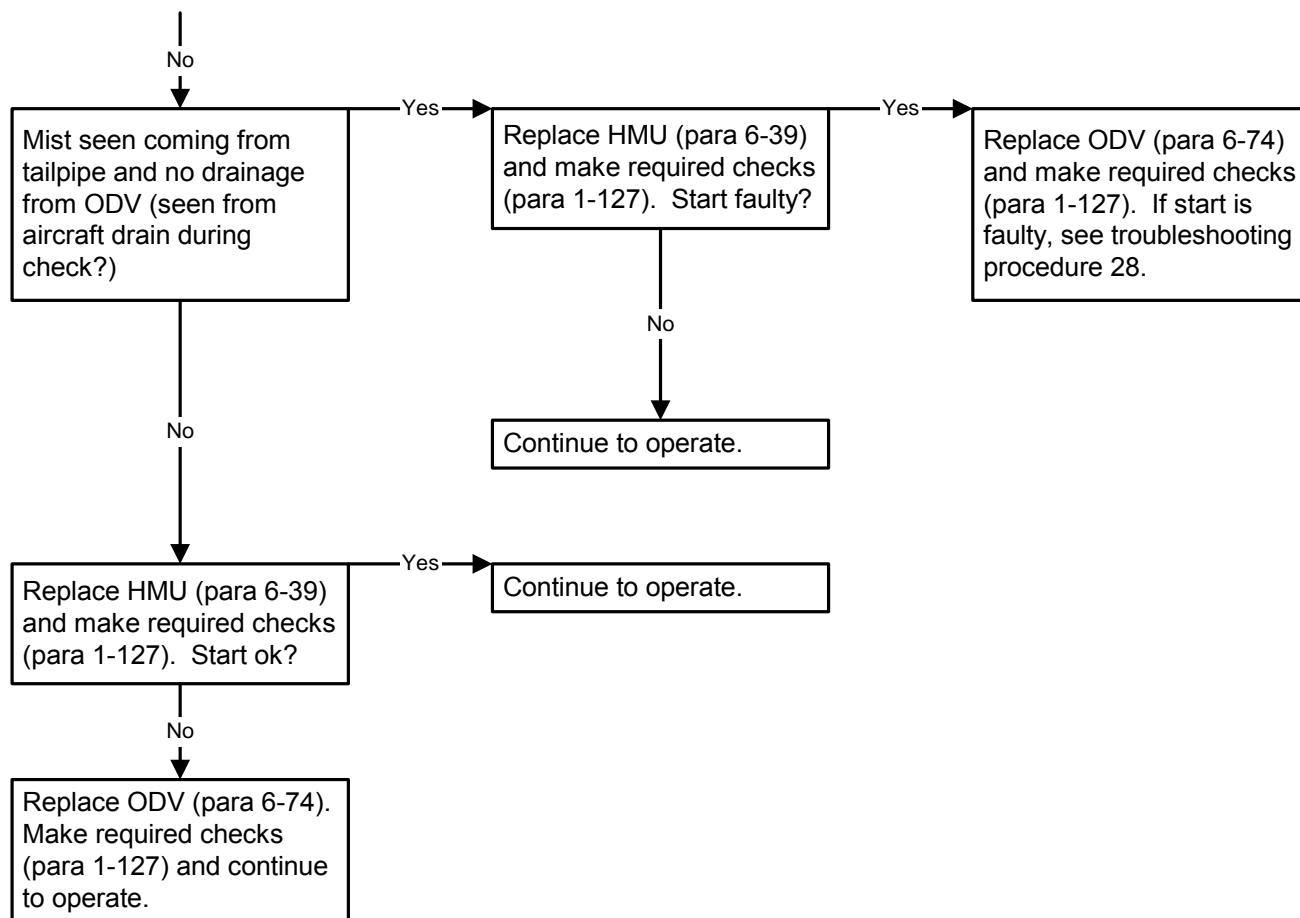 No
Mist seen coming from
tailpipe and no drainage
from ODV (seen from
aircraft drain during
check?)
Yes
Replace HMU (para 6-39)
and make required checks
(para 1-127).  Start faulty?
Yes
Replace ODV (para 6-74)
and make required checks
(para 1-127).  If start is
faulty, see troubleshooting
procedure 28.
No
Continue to operate.
No
Replace HMU (para 6-39)
and make required checks
(para 1-127).  Start ok?
Yes
Continue to operate.
No
Replace ODV (para 6-74).
Make required checks
(para 1-127) and continue
to operate.